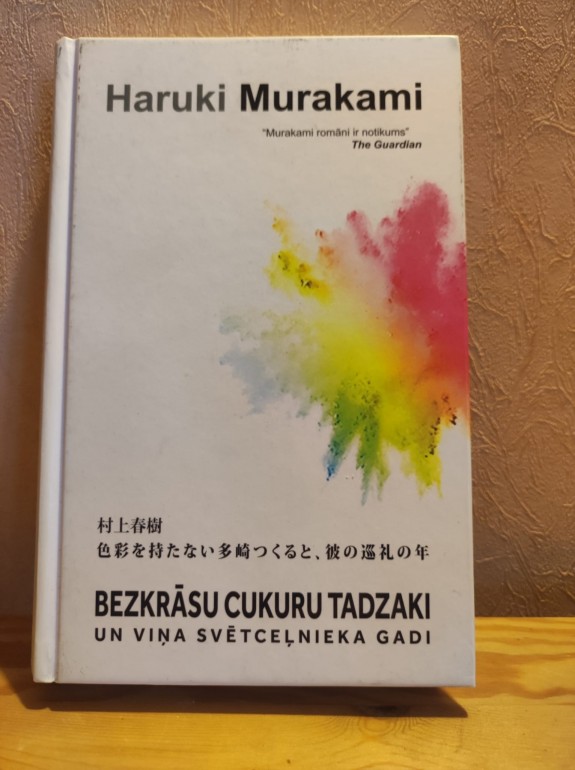 Haruki Murakami
"Murakami romāni ir notikums"
The Guardian
村上春樹
色彩を持たない多崎つくると、彼の巡礼の年
BEZKRĀSU CUKURU TADZAKI
UN VIŅA SVĒTCEĻNIEKA GADI